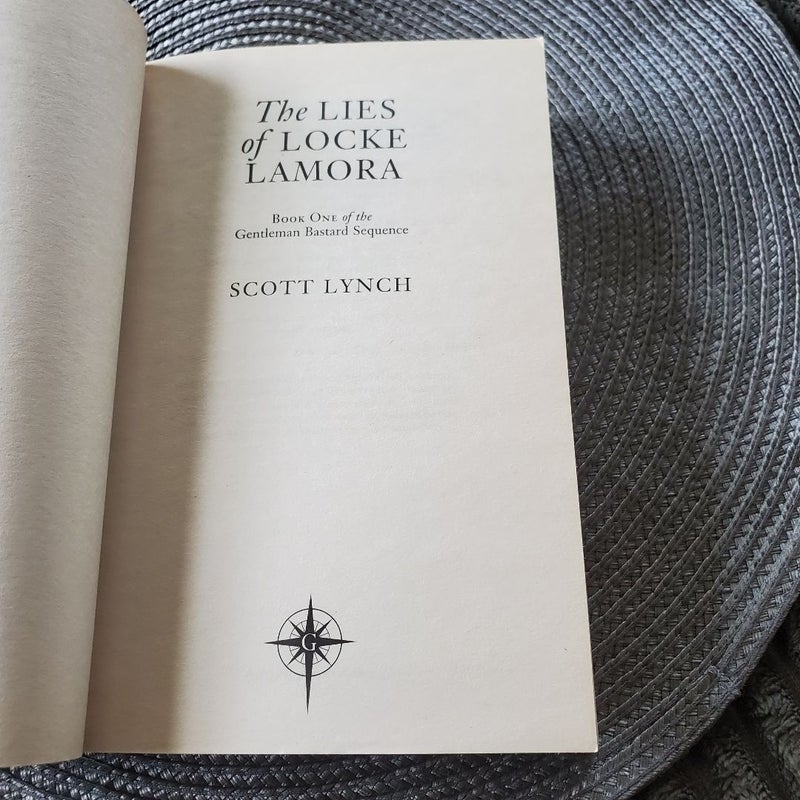 The LIES
of LOCKE
LAMORA
BOOK ONE of the
Gentleman Bastard Sequence
SCOTT LYNCH
G